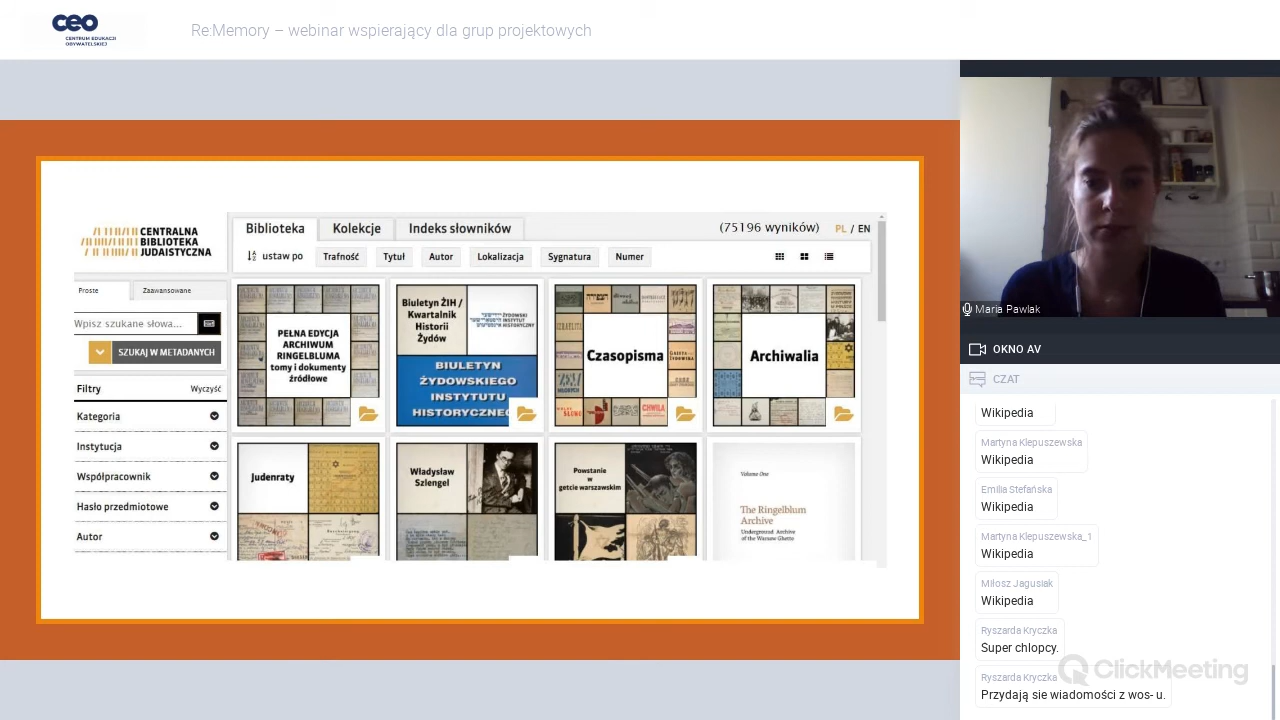 ceo
CENTRUM EDUKACJI
OBYWATELSKIEJ
Re:Memory – webinar wspierający dla grup projektowych
CENTRALNA
BIBLIOTEKA
JUDAISTYCZNA
Biblioteka
Kolekcje
Indeks słowników
(75196 wyników)
PL / EN
ustaw po
Trafność
Tytuł
Autor
Lokalizacja
Sygnatura
Numer
Proste
Zaawansowane
Wpisz szukane słowa...
SZUKAJ W METADANYCH
Filtry
Wyczyść
Kategoria
Instytucja
Współpracownik
Hasło przedmiotowe
Autor
PEŁNA EDYCJA
ARCHIWUM
RINGELBLUMA
tomy i dokumenty
źródłowe
Biuletyn ŻIH /
Kwartalnik
Historii
Żydów
ŻYDOWSKI
INSTYTUT
HISTORYCZNY
BIULETYN
ŻYDOWSKIEGO
INSTYTUTU
HISTORYCZNEG
Czasopisma
CHWILA
Archiwalia
Judenraty
Władysław
Szlengel
Powstanie
w
getcie warszawskim
Volume One
The Ringelblum
Archive
Underground Archive
of the Warsaw Ghetto
Maria Pawlak
OKNO AV
CZAT
Wikipedia
Martyna Klepuszewska
Wikipedia
Emilia Stefańska
Wikipedia
Martyna Klepuszewska_1
Wikipedia
Miłosz Jagusiak
Wikipedia
Ryszarda Kryczka
Super chlopcy.
Ryszarda Kryczka
Przydają sie wiadomości z wos- u.
ClickMeeting